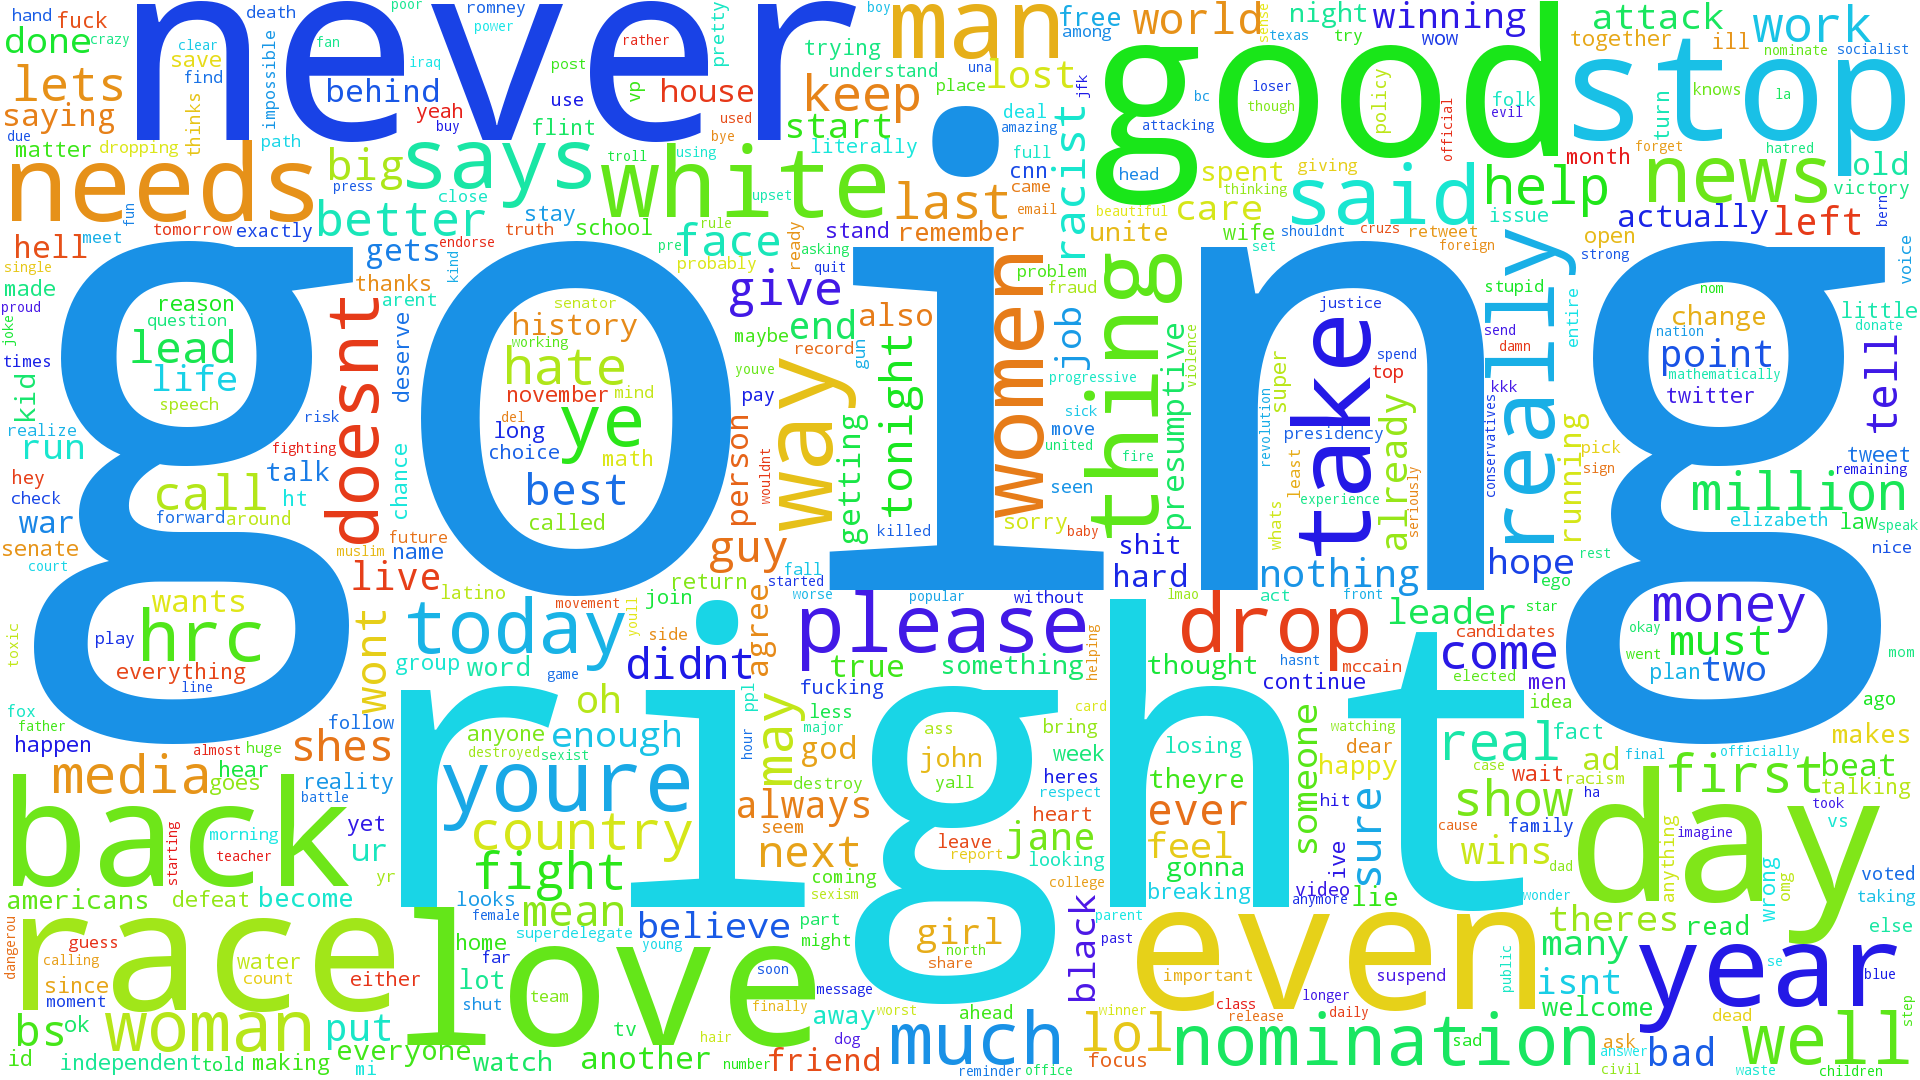 hand fuck death poor romney power boy
done crazy never man free world night winning attack work
lets clear save find impossible fan iraq rather pretty post vp trying understand among lost texas try wow together ill nominate socialist
saying thinks behind yeah buy use flint house used bye keep start place una jfk deal amazing good bc attacking loser though policy official evil folk turn knows la stop
due matter dropping path literally full month forget hatred old
needs big says troll using white cnn last came email racist head spent giving thinking said help news victory
fun press close better stay school upset rule stand remember beautiful care unite wife issue actually left bern
hell meet tomorrow exactly gets endorse truth face ready asking set shouldnt cruzs retweet foreign open strong voice
single made thanks kind pre probably give quit problem fraud women thing stupid nom little donate
proud joke reason question lead life speech doesnt arent deserve senator history working hate maybe end also record job presumptive violence justice take spend send damn really entire change nation point mathematically twitter tell
times kid realize run risk november mind ye del long choice math best called youve pay person way gun tonight progressive sick move united super top kkk presidency already conservatives running pick sign tweet remaining
hey check war call forward around talk ht fighting chance wouldnt getting killed seen sorry fire baby revolution least experience whats seriously million elizabeth law speak
senate court going muslim future name live guy fall started shit hard nothing hope ego rest nice
wants hrc play everything line latino today movement return join youll please worse popular without lmao drop act front leader star candidates okay money must went plan two mom
toxic wont group word side game didnt agree true something helping thought hasnt mccain continue come elected men idea ago
fox father happen almost huge follow shes oh anyone enough destroyed sexist hour ppl may fucking less major god ass john yall card bring week losing someone watching dear happy real case fact ad final officially makes
media goes hear reality battle youre destroy heres respect theyre ever hit wait racism ha show first beat talking
back yet ur morning teacher starting yr country always seem next leave report right heart jane looking college feel gonna breaking sure ive cause family wins dad imagine took vs day
americans defeat become fight looks female mean coming sexism video anymore lie wonder anything omg wrong voted taking
dangerou race guess calling water count since moment either home far superdelegate believe young part might girl north share black parent past even theres many read else
love lot shut team soon message finally important suspend public isnt year se blue
bs ok woman put tv hair away worst ahead winner lol class release longer daily welcome dead step
id independent told making mi everyone watch another number friend dog much reminder office focus nomination sad ask answer civil bad waste well children